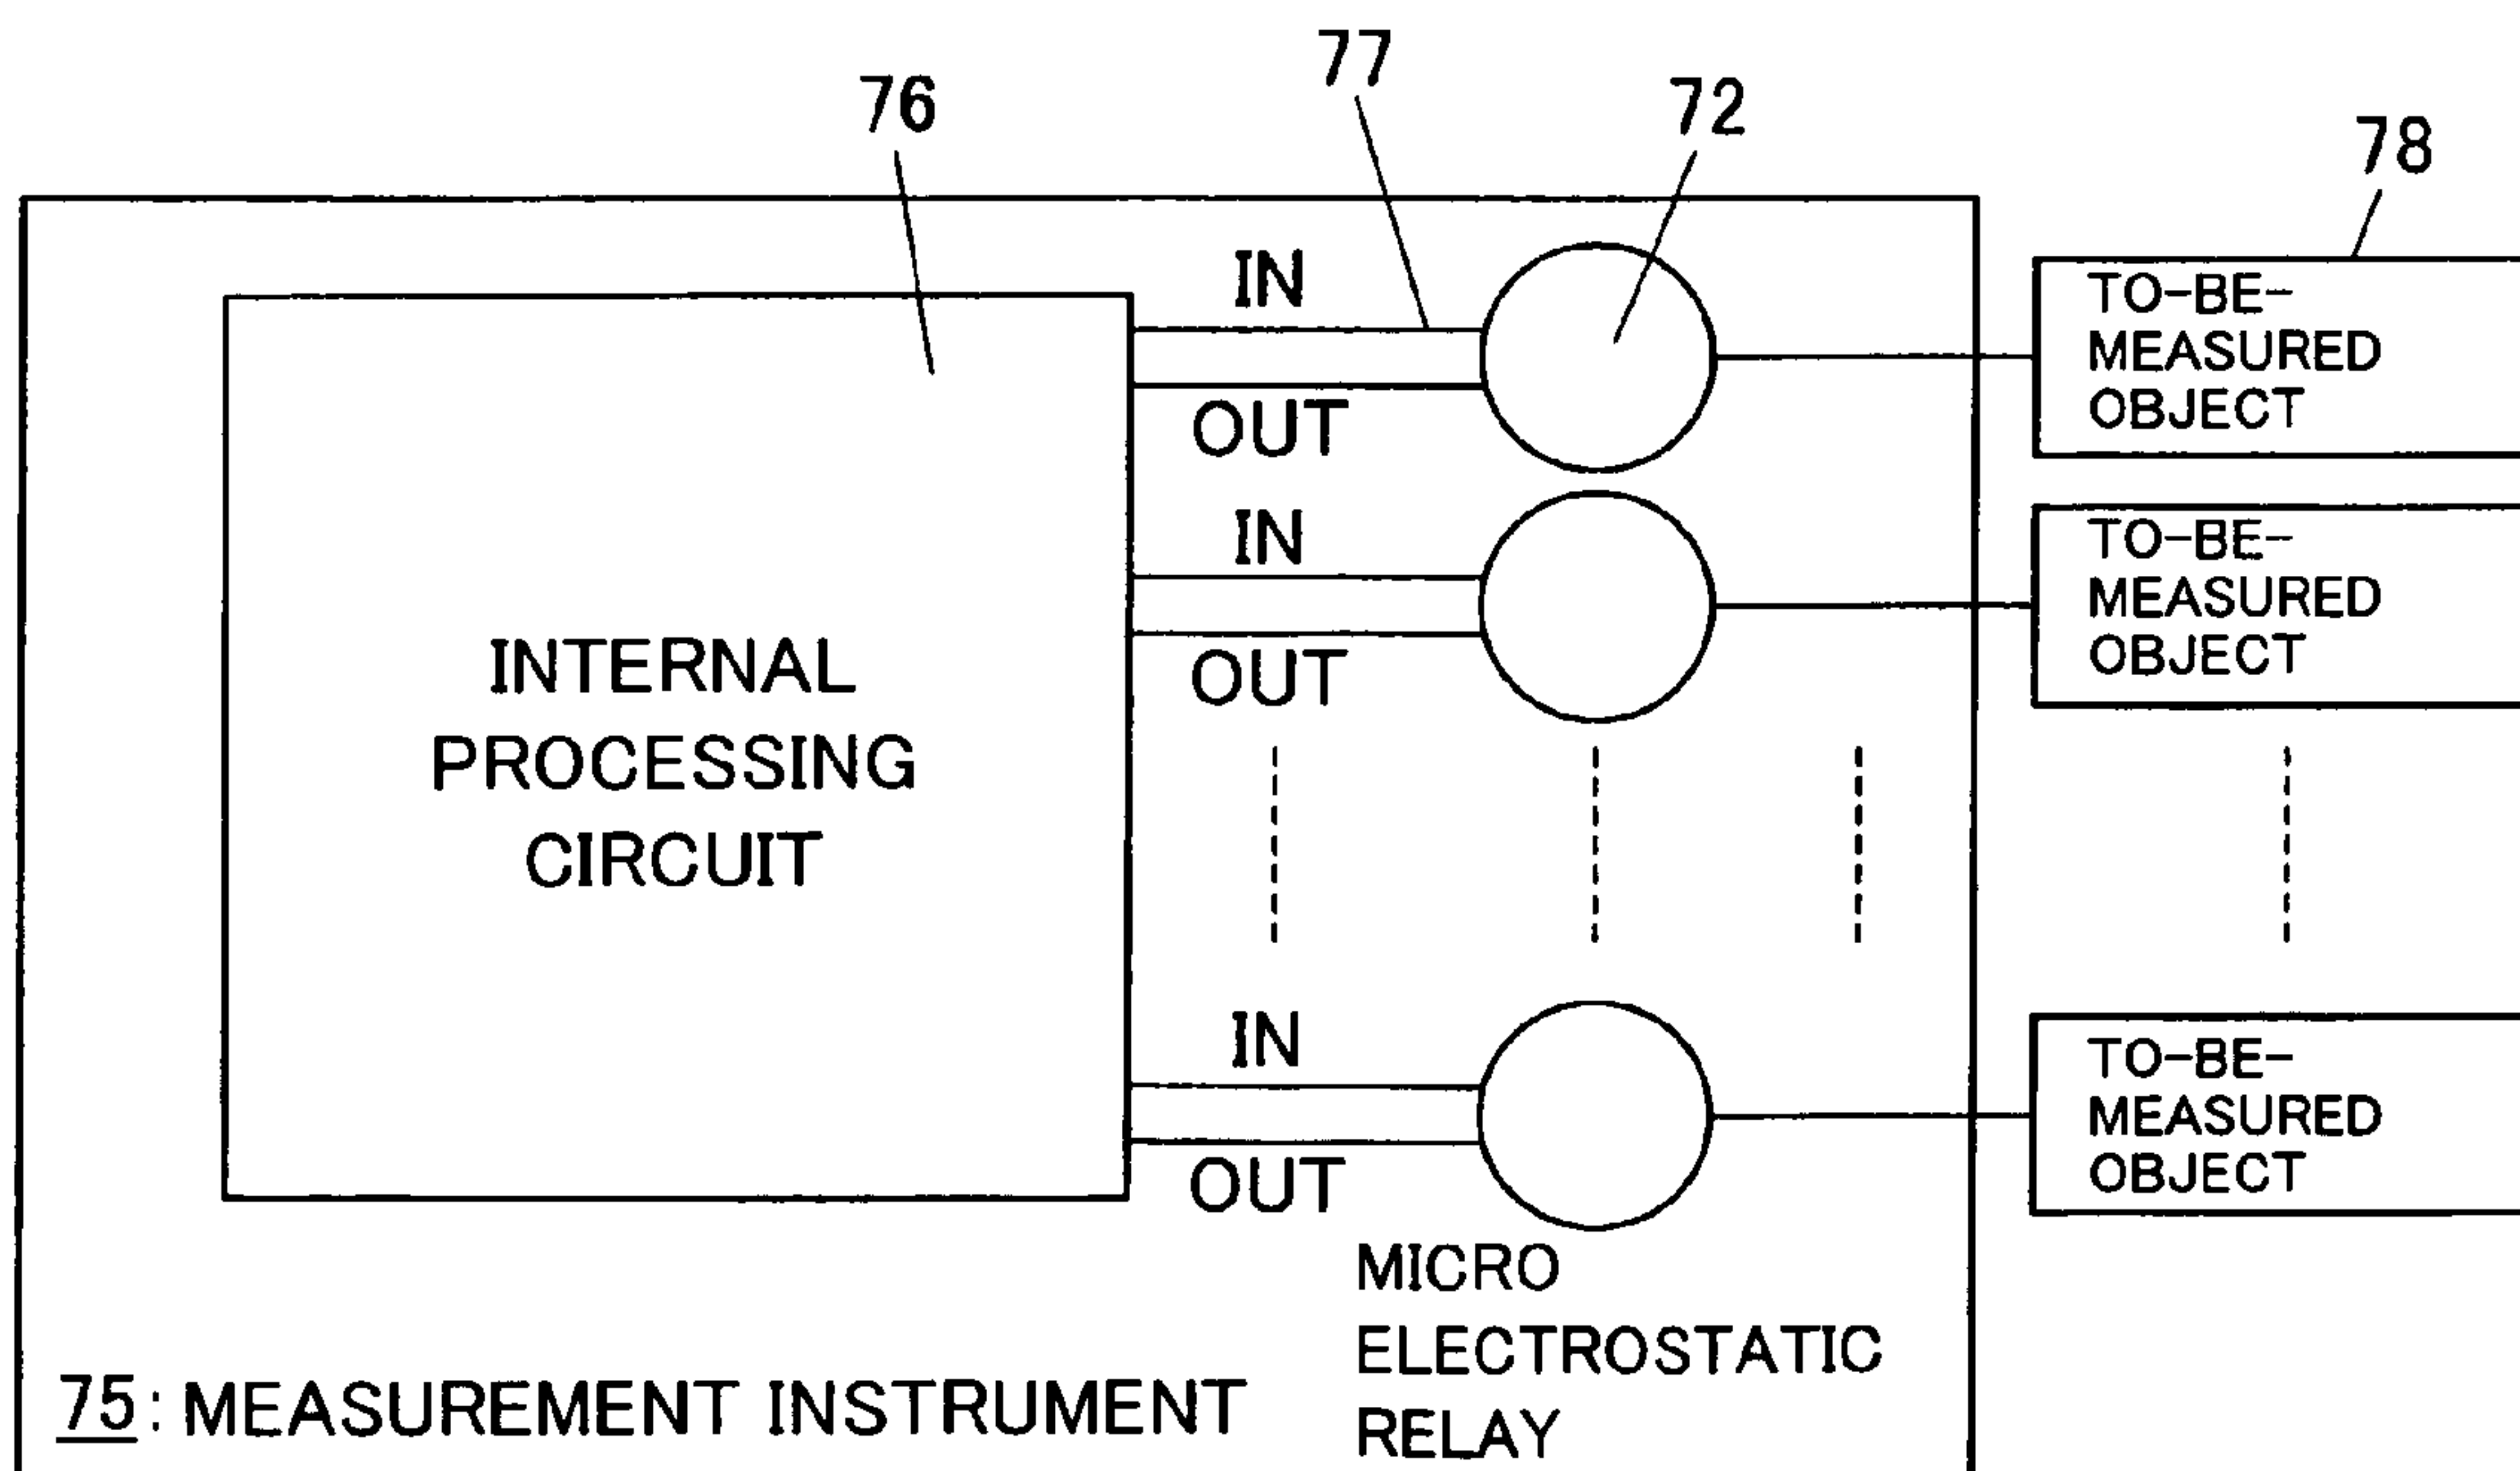 77
76
72
78
IN
OUT
TO-BE-
MEASURED
OBJECT
IN
OUT
TO-BE-
MEASURED
OBJECT
INTERNAL
PROCESSING
CIRCUIT
IN
OUT
TO-BE-
MEASURED
OBJECT
MICRO
ELECTROSTATIC
RELAY
75: MEASUREMENT INSTRUMENT